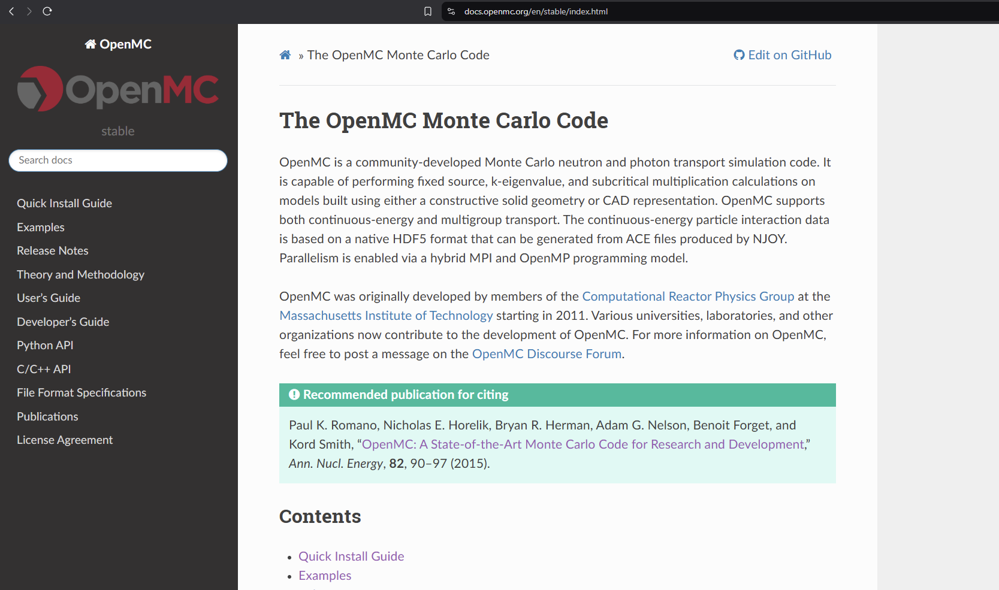 docs.openmc.org/en/stable/index.html
OpenMC
OpenMC
stable
Search docs
Quick Install Guide
Examples
Release Notes
Theory and Methodology
User’s Guide
Developer’s Guide
Python API
C/C++ API
File Format Specifications
Publications
License Agreement
» The OpenMC Monte Carlo Code
Edit on GitHub
The OpenMC Monte Carlo Code
OpenMC is a community-developed Monte Carlo neutron and photon transport simulation code. It
is capable of performing fixed source, k-eigenvalue, and subcritical multiplication calculations on
models built using either a constructive solid geometry or CAD representation. OpenMC supports
both continuous-energy and multigroup transport. The continuous-energy particle interaction data
is based on a native HDF5 format that can be generated from ACE files produced by NJOY.
Parallelism is enabled via a hybrid MPI and OpenMP programming model.
OpenMC was originally developed by members of the Computational Reactor Physics Group at the
Massachusetts Institute of Technology starting in 2011. Various universities, laboratories, and other
organizations now contribute to the development of OpenMC. For more information on OpenMC,
feel free to post a message on the OpenMC Discourse Forum.
Recommended publication for citing
Paul K. Romano, Nicholas E. Horelik, Bryan R. Herman, Adam G. Nelson, Benoit Forget, and
Kord Smith, “OpenMC: A State-of-the-Art Monte Carlo Code for Research and Development,”
Ann. Nucl. Energy, 82, 90–97 (2015).
Contents
• Quick Install Guide
• Examples